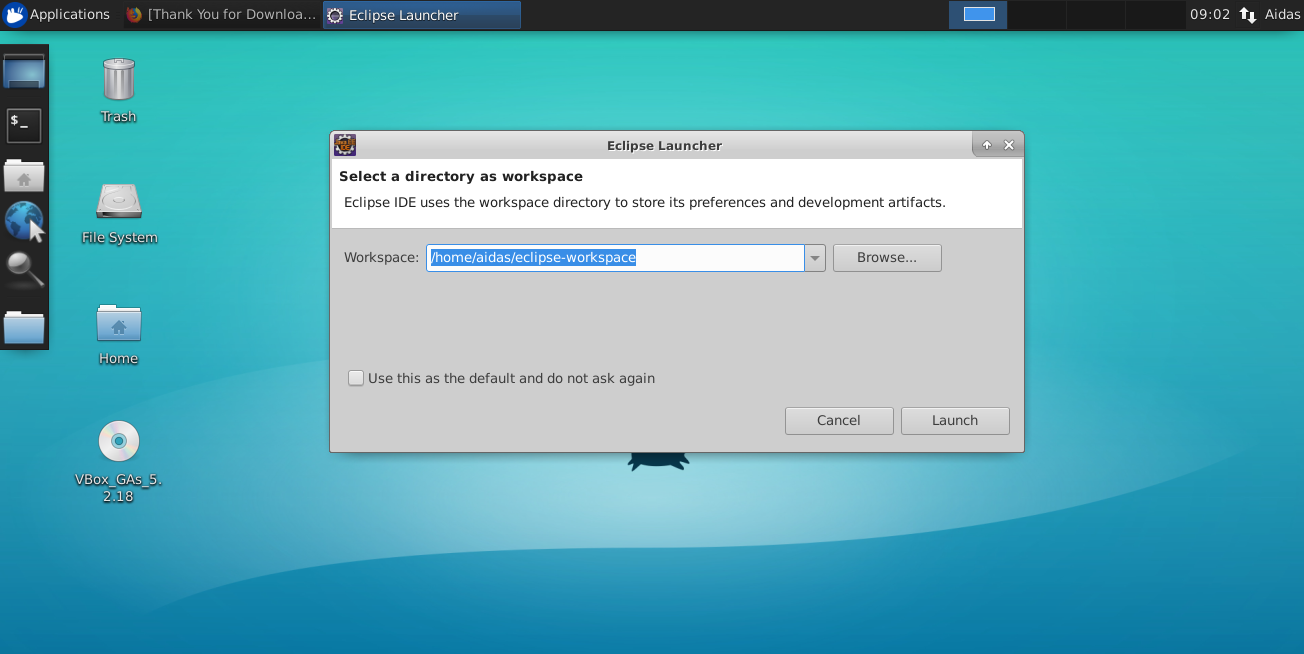 Applications
[Thank You for Downloa...
Eclipse Launcher
09:02
Aidas
$_
Trash
File System
Home
VBox_GAs_5.
2.18
Eclipse Launcher
Select a directory as workspace
Eclipse IDE uses the workspace directory to store its preferences and development artifacts.
Workspace: /home/aidas/eclipse-workspace Browse...
Use this as the default and do not ask again
Cancel Launch